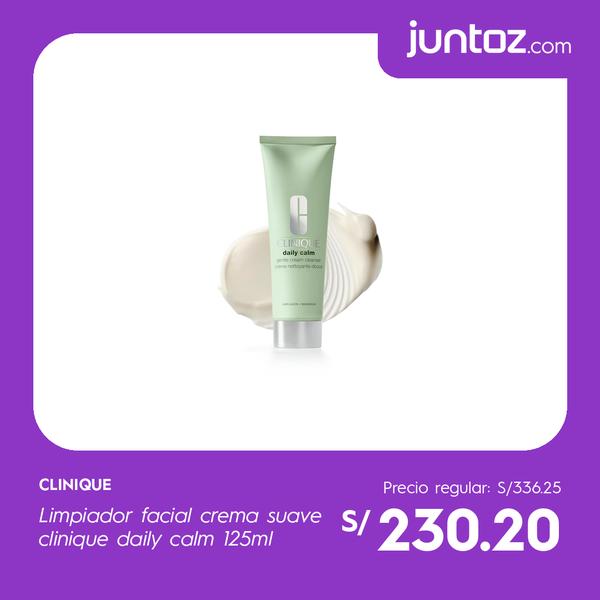 juntoz.com
CLINIQUE
daily calm
gentle cream cleanser
crème nettoyante douce
CLINIQUE
Limpiador facial crema suave
clinique daily calm 125ml
Precio regular: S/336.25
S/ 230.20